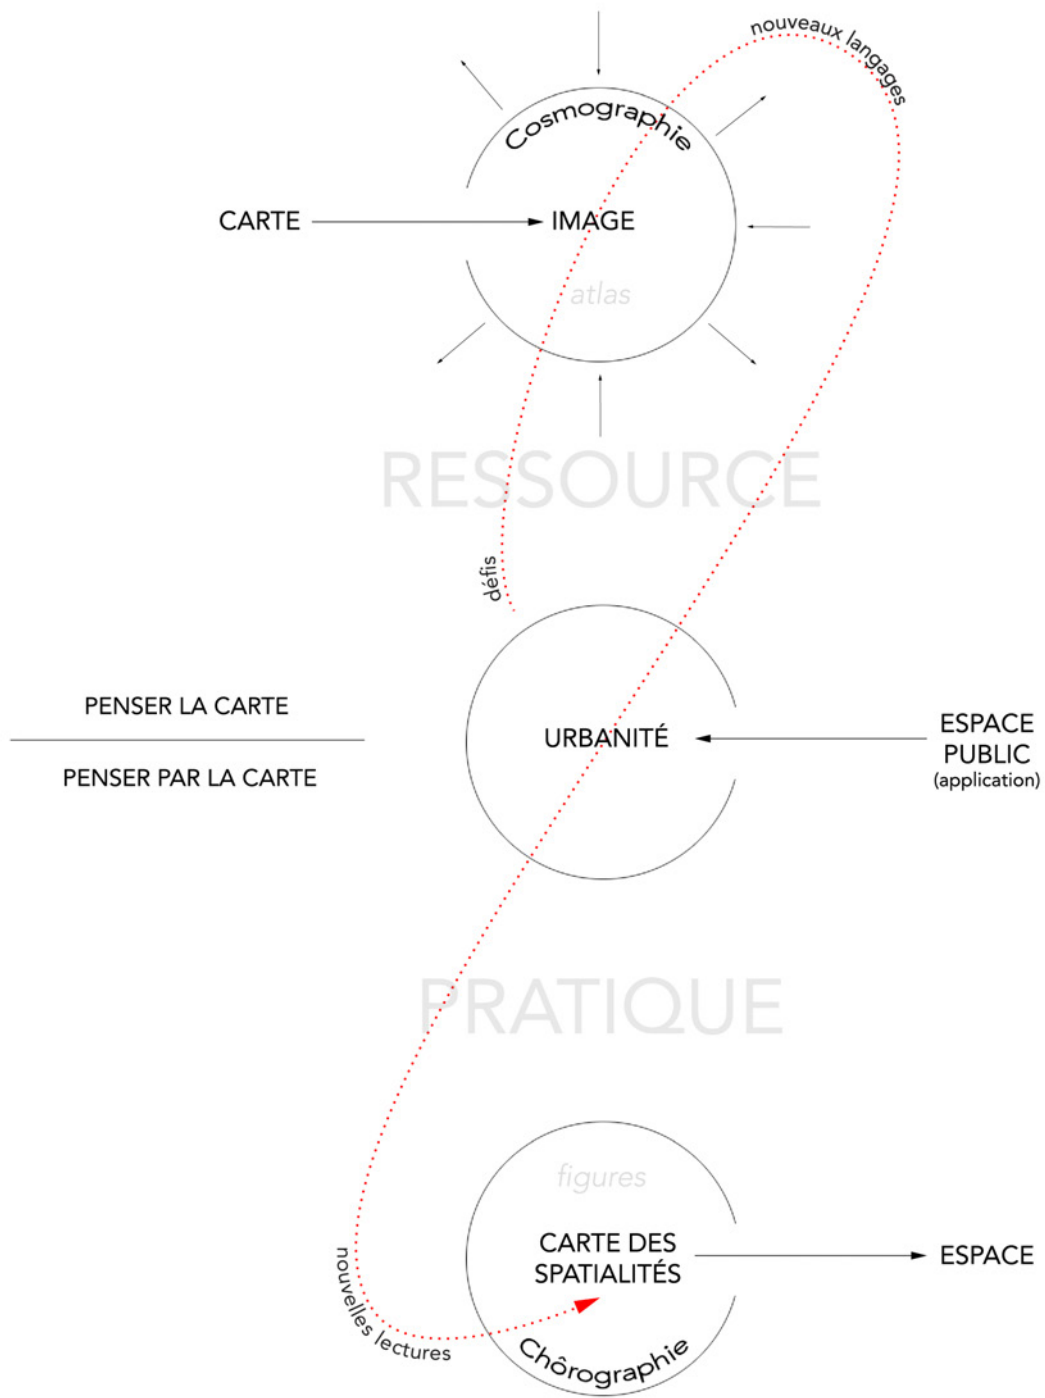 nouveaux langages
Cosmographie
CARTE
IMAGE
atlas
RESSOURCE
défis
PENSER LA CARTE
PENSER PAR LA CARTE
URBANITÉ
ESPACE
PUBLIC
(application)
PRATIQUE
figures
CARTE DES
SPATIALITÉS
ESPACE
nouvelles lectures
Chôrographie